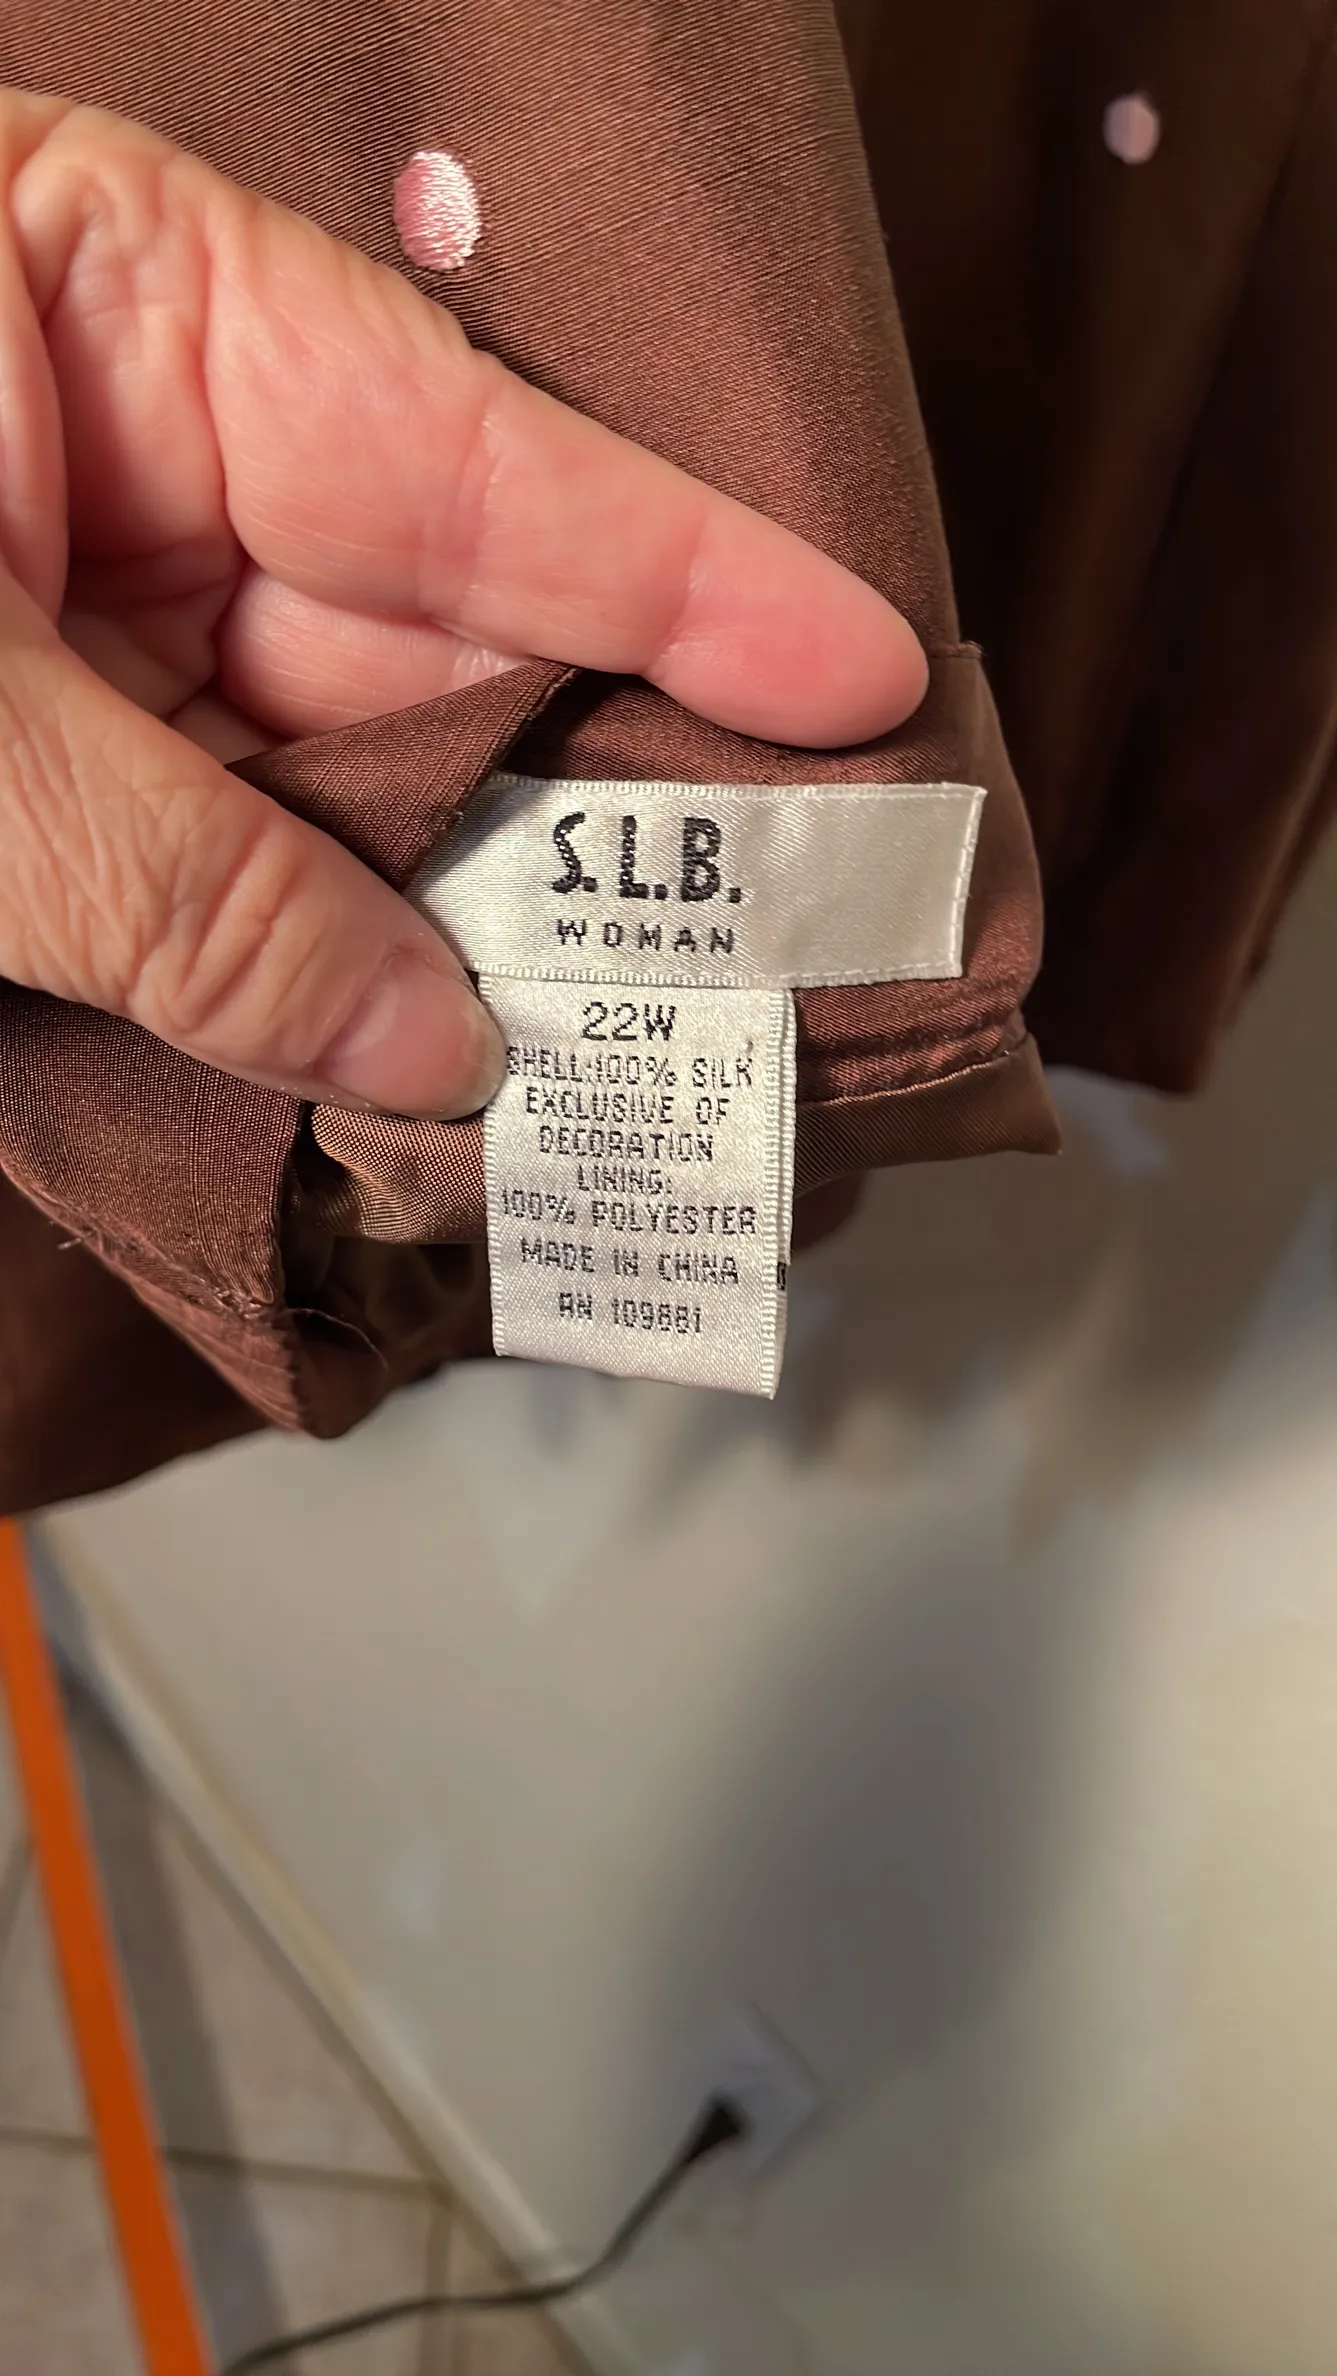 S.L.B.
WOMAN
22W
SHELL:100% SILK
EXCLUSIVE OF
DECORATION
LINING:
100% POLYESTER
MADE IN CHINA
RN 109881